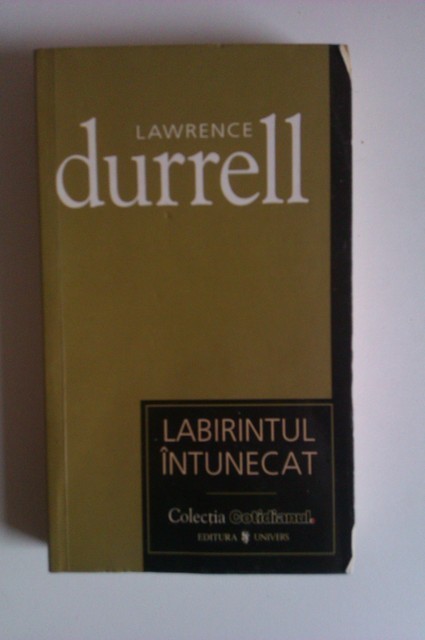 LAWRENCE
durrell
LABIRINTUL
ÎNTUNECAT
Colecția Cotidianul.
EDITURA UNIVERS